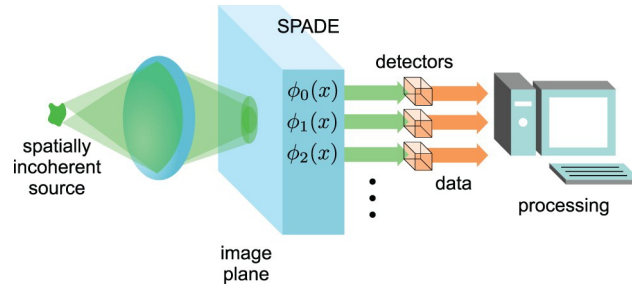 SPADE
detectors
ϕ₀(x)
ϕ₁(x)
ϕ₂(x)
spatially
incoherent
source
data
processing
image
plane